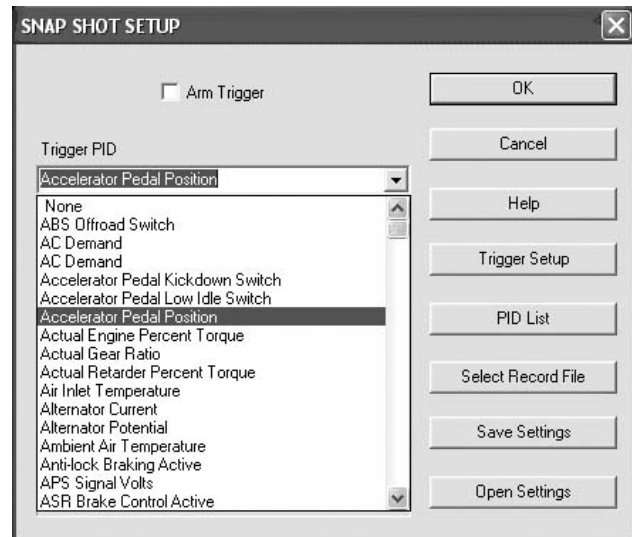 SNAP SHOT SETUP
Arm Trigger
OK
Trigger PID
Cancel
Accelerator Pedal Position
None
ABS Offroad Switch
AC Demand
AC Demand
Accelerator Pedal Kickdown Switch
Accelerator Pedal Low Idle Switch
Accelerator Pedal Position
Actual Engine Percent Torque
Actual Gear Ratio
Actual Retarder Percent Torque
Air Inlet Temperature
Alternator Current
Alternator Potential
Ambient Air Temperature
Anti-lock Braking Active
APS Signal Volts
ASR Brake Control Active
Help
Trigger Setup
PID List
Select Record File
Save Settings
Open Settings